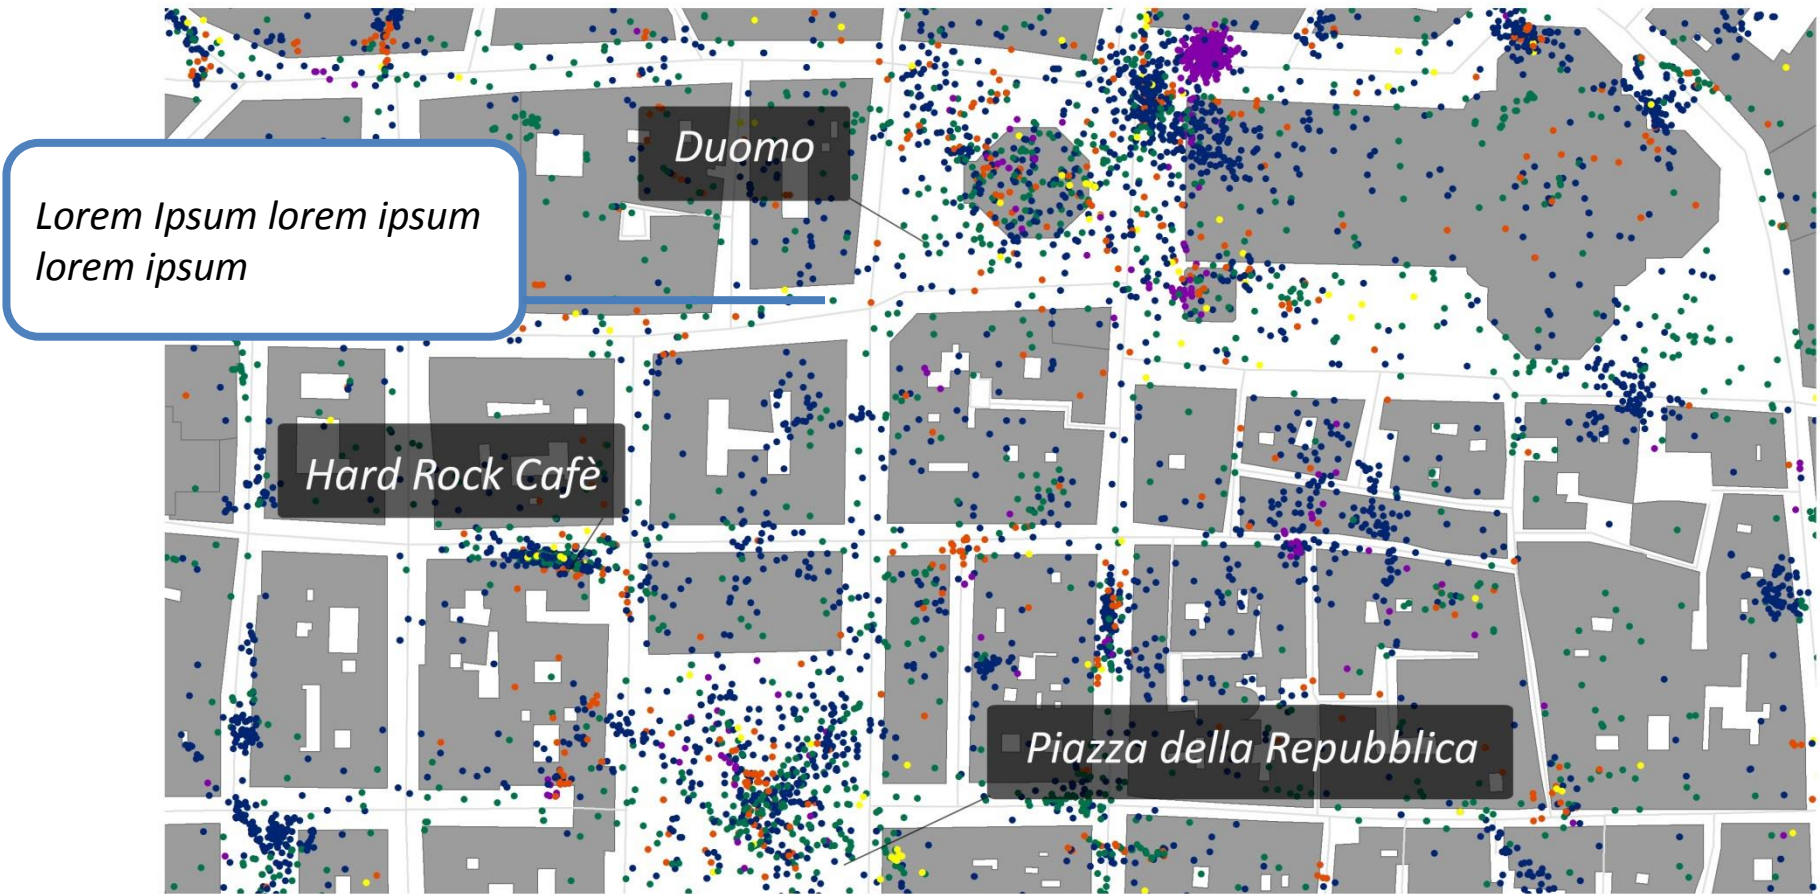 Duomo
Lorem Ipsum lorem ipsum
lorem ipsum
Hard Rock Cafè
Piazza della Repubblica